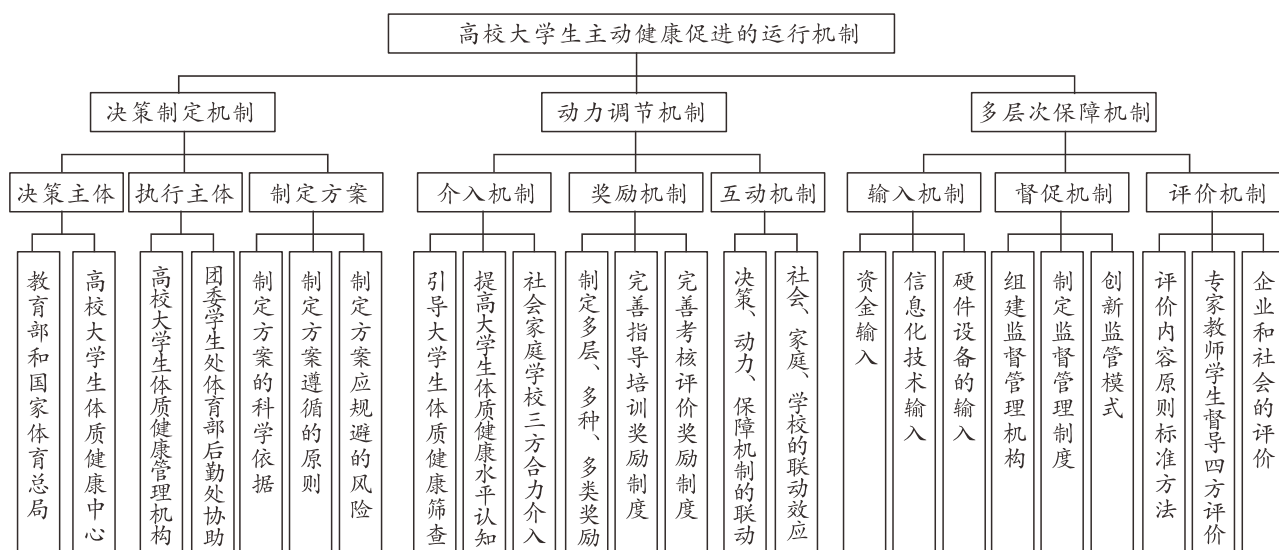 高校大学生主动健康促进的运行机制
决策制定机制
动力调节机制
多层次保障机制
决策主体
执行主体
制定方案
介入机制
奖励机制
互动机制
输入机制
督促机制
评价机制
教育部和国家体育总局
高校大学生体质健康中心
高校大学生体质健康管理机构
团委学生处体育部后勤处协助
制定方案的科学依据
制定方案遵循的原则
制定方案应规避的风险
引导大学生体质健康筛查
提高大学生体质健康水平认知
社会家庭学校三方合力介入
制定多层、多种、多类奖励
完善指导培训奖励制度
完善考核评价奖励制度
决策、动力、保障机制的联动
社会、家庭、学校的联动效应
资金输入
信息化技术输入
硬件设备的输入
组建监督管理机构
制定监督管理制度
创新监管模式
评价内容原则标准方法
专家教师学生督导四方评价
企业和社会的评价